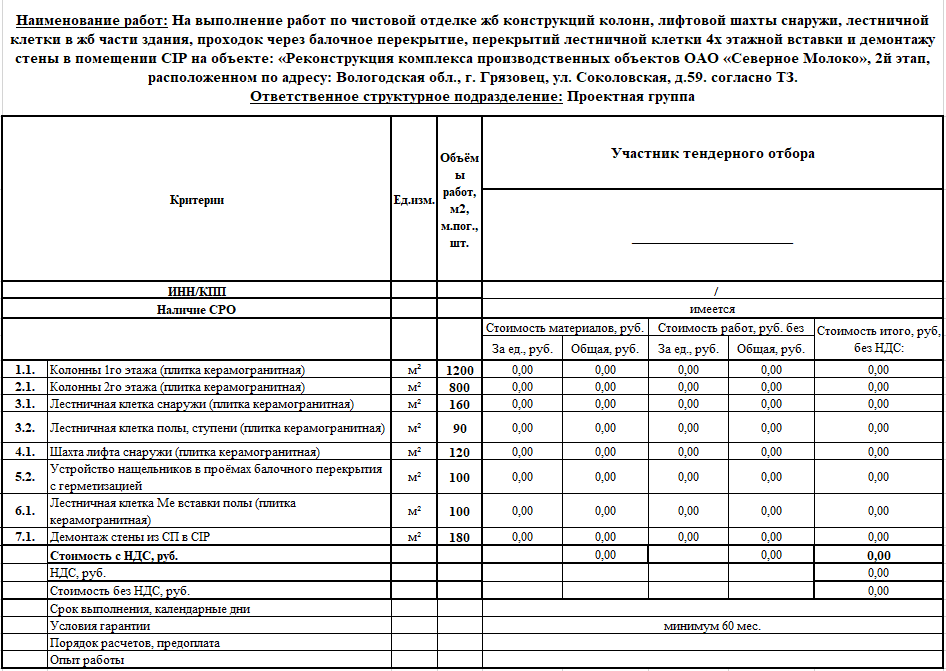 Наименование работ: На выполнение работ по чистовой отделке жб конструкций колонн, лифтовой шахты снаружи, лестничной
клетки в жб части здания, проходок через балочное перекрытие, перекрытий лестничной клетки 4х этажной вставки и демонтажу
стены в помещении CIP на объекте: «Реконструкция комплекса производственных объектов ОАО «Северное Молоко», 2й этап,
расположенном по адресу: Вологодская обл., г. Грязовец, ул. Соколовская, д.59. согласно ТЗ.
Ответственное структурное подразделение: Проектная группа
Критерии
Ед.изм.
Объём
ы
работ,
м2,
м.пог.,
шт.
Участник тендерного отбора
ИНН/КПП /
Наличие СРО имеется
Стоимость материалов, руб. Стоимость работ, руб. без Стоимость итого, руб,
без НДС:
За ед., руб. Общая, руб. За ед., руб. Общая, руб.
1.1. Колонны 1го этажа (плитка керамогранитная) м² 1200 0,00 0,00 0,00 0,00 0,00
2.1. Колонны 2го этажа (плитка керамогранитная) м² 800 0,00 0,00 0,00 0,00 0,00
3.1. Лестничная клетка снаружи (плитка керамогранитная) м² 160 0,00 0,00 0,00 0,00 0,00
3.2. Лестничная клетка полы, ступени (плитка керамогранитная) м² 90 0,00 0,00 0,00 0,00 0,00
4.1. Шахта лифта снаружи (плитка керамогранитная) м² 120 0,00 0,00 0,00 0,00 0,00
5.2. Устройство нащельников в проёмах балочного перекрытия
с герметизацией м² 100 0,00 0,00 0,00 0,00 0,00
6.1. Лестничная клетка Ме вставки полы (плитка
керамогранитная) м² 100 0,00 0,00 0,00 0,00 0,00
7.1. Демонтаж стены из СП в CIP м² 180 0,00 0,00 0,00 0,00 0,00
Стоимость с НДС, руб. 0,00 0,00 0,00
НДС, руб. 0,00
Стоимость без НДС, руб. 0,00
Срок выполнения, календарные дни
Условия гарантии минимум 60 мес.
Порядок расчетов, предоплата
Опыт работы